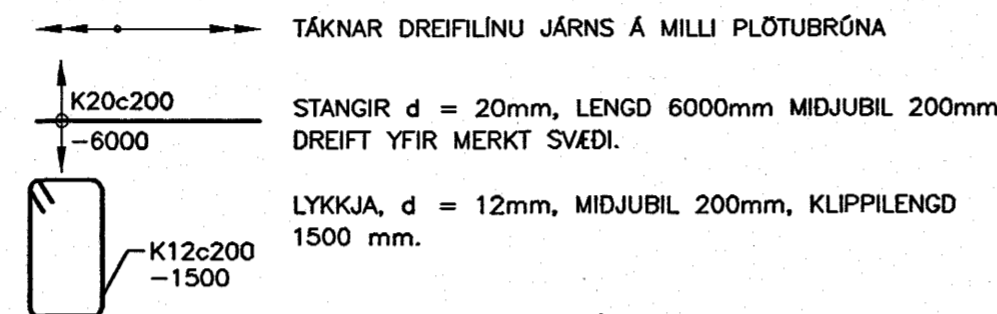 TÁKNAR DREIFILÍNU JÁRNS Á MILLI PLÖTUBRÚNA
K20c200
-6000
STANGIR d = 20mm, LENGD 6000mm MIÐJUBIL 200mm
DREIFT YFIR MERKT SVÆÐI.
LYKKJA, d = 12mm, MIÐJUBIL 200mm, KLIPPILENGD
1500 mm.
K12c200
-1500